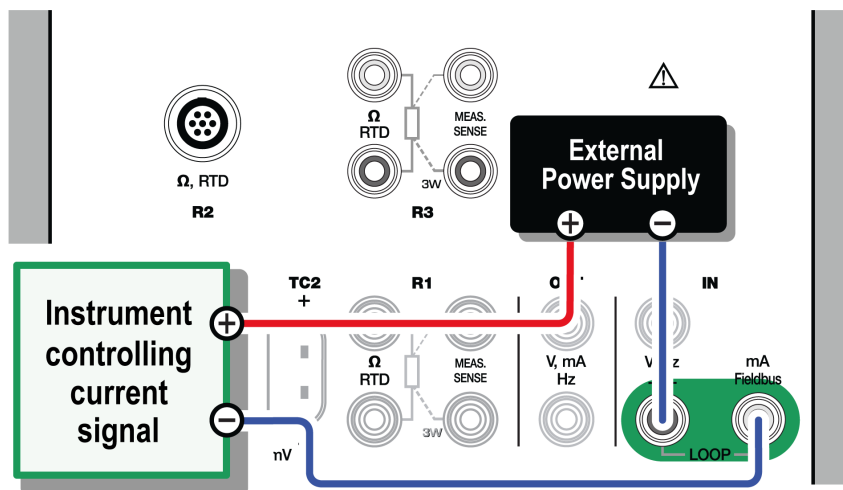 Ω
RTD
MEAS.
SENSE
3W
R3
Ω, RTD
R2
External
Power Supply
+
−
Instrument
controlling
current
signal
+
−
TC2
+
R1
IN
Ω
RTD
MEAS.
SENSE
3W
V, mA
Hz
mA
Fieldbus
LOOP